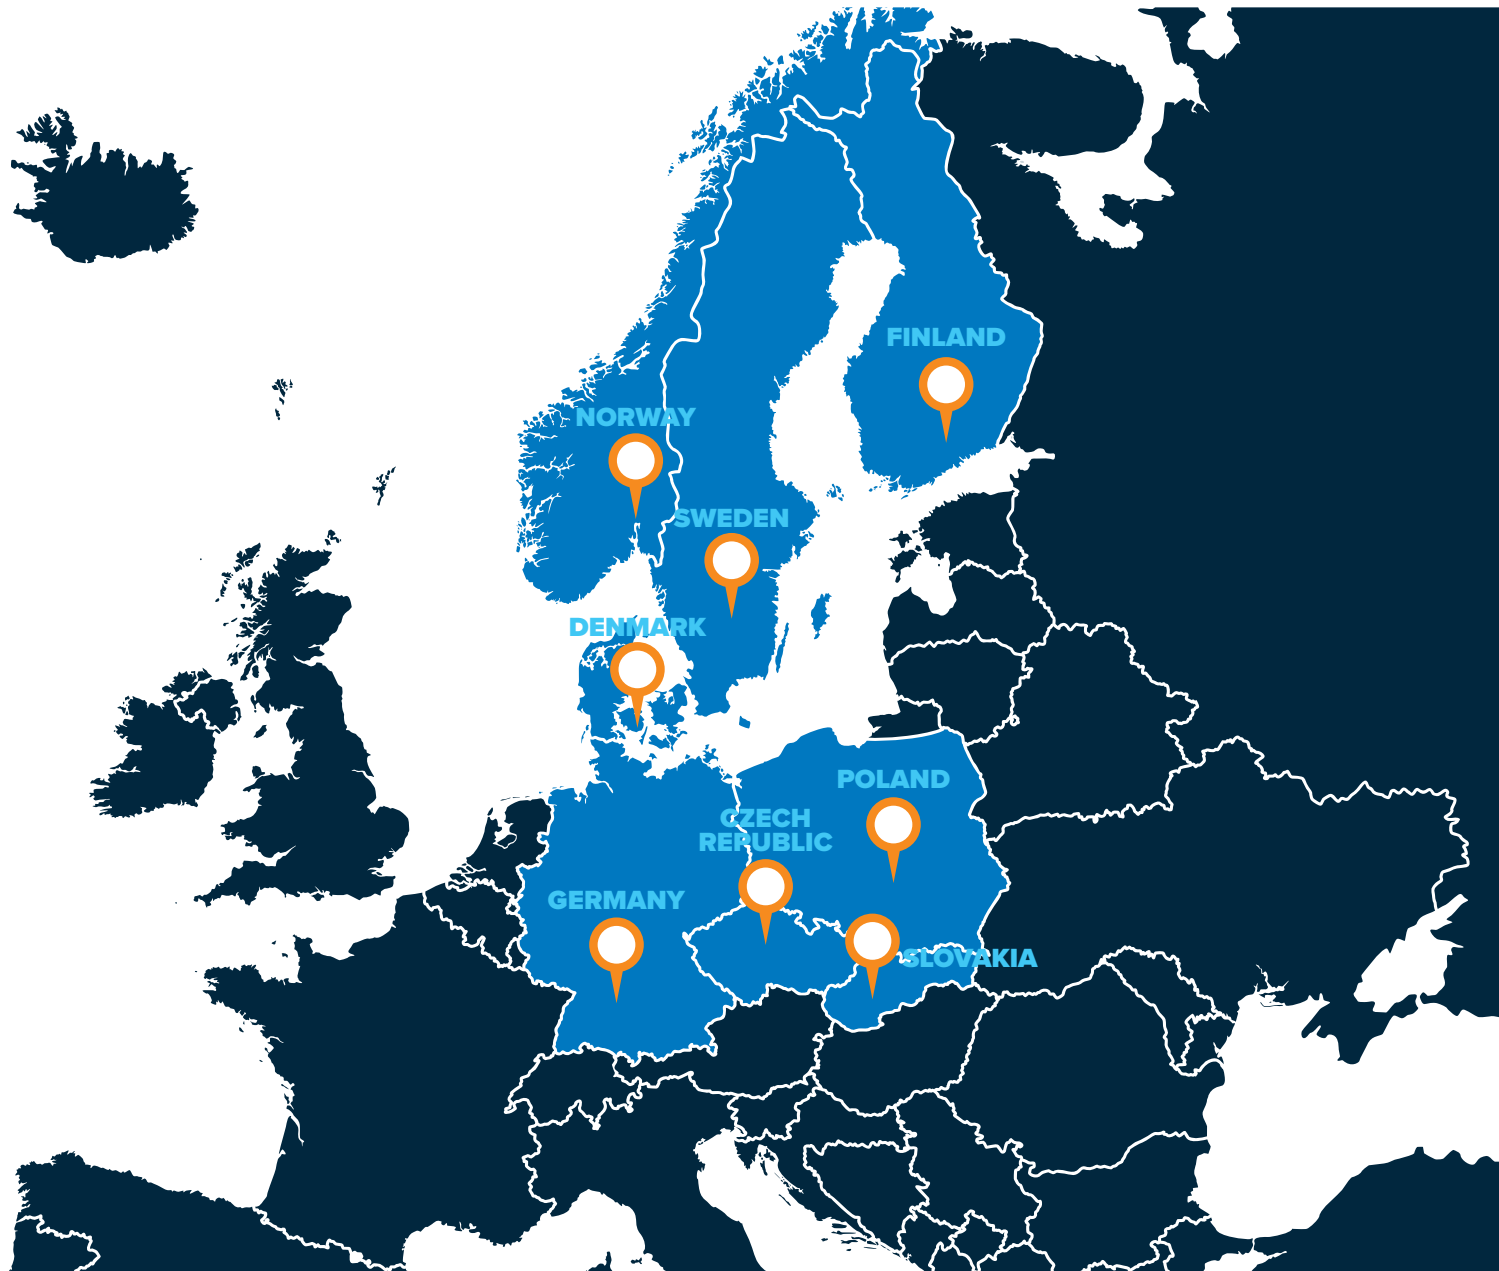 FINLAND
NORWAY
SWEDEN
DENMARK
POLAND
CZECH
REPUBLIC
GERMANY
SLOVAKIA